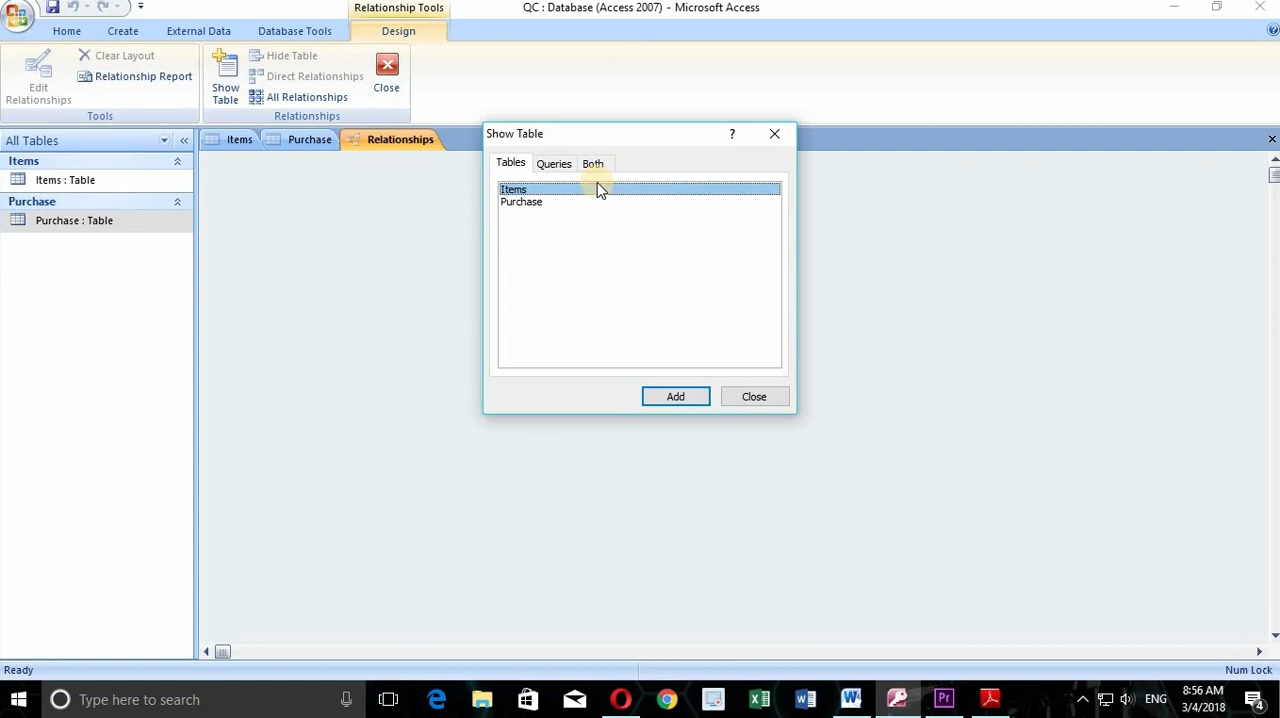 Relationship Tools
QC : Database (Access 2007) - Microsoft Access
Home
Create
External Data
Database Tools
Design
Edit
Relationships
Clear Layout
Relationship Report
Tools
Show
Table
Hide Table
Direct Relationships
All Relationships
Relationships
Close
All Tables
Items
Items : Table
Purchase
Purchase : Table
Items
Purchase
Relationships
Show Table
?
Tables
Queries
Both
Items
Purchase
Add
Close
Ready
Num Lock
Type here to search
ENG
8:56 AM
3/4/2018